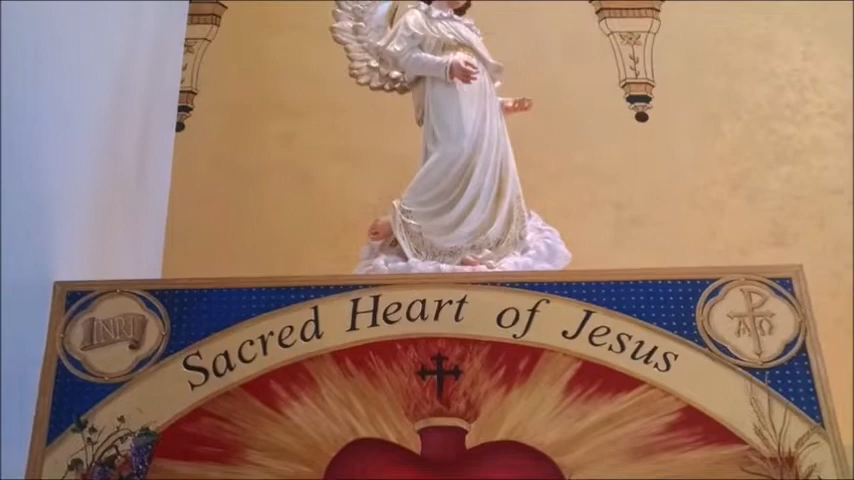 Sacred Heart of Jesus
INRI
Α Ω